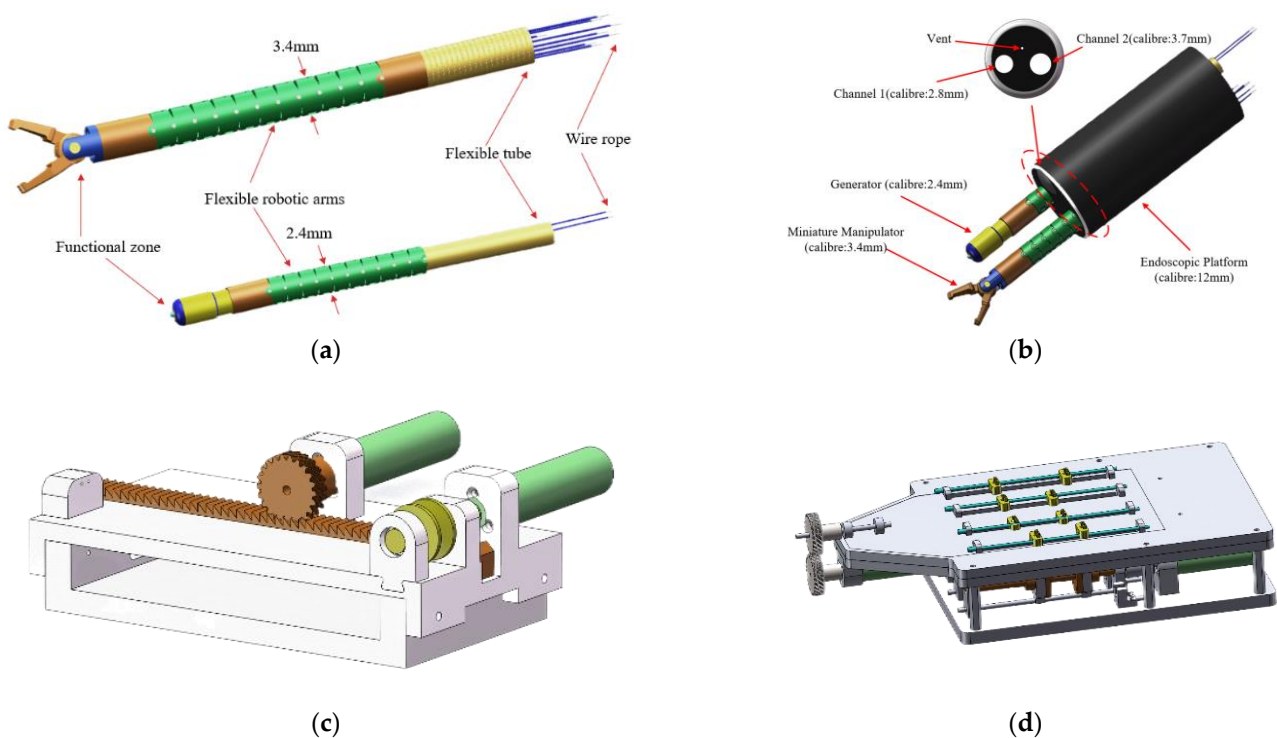 3.4mm
Wire rope
Flexible tube
Flexible robotic arms
2.4mm
Functional zone
(a)
Vent
Channel 2(calibre:3.7mm)
Channel 1(calibre:2.8mm)
Generator (calibre:2.4mm)
Miniature Manipulator
(calibre:3.4mm)
Endoscopic Platform
(calibre:12mm)
(b)
(c)
(d)